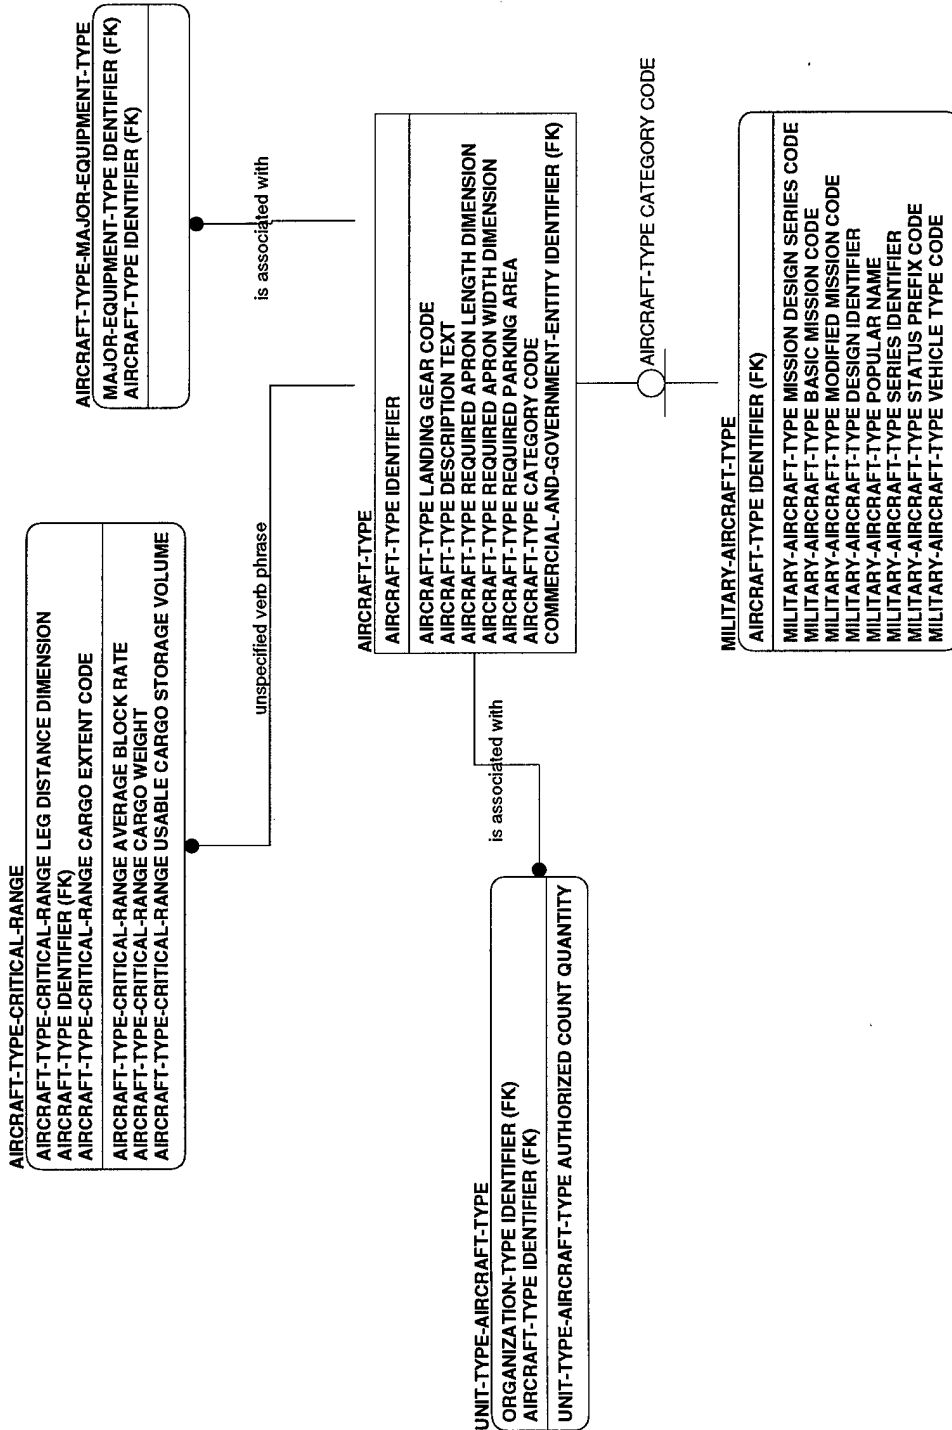 AIRCRAFT-TYPE-CRITICAL-RANGE
AIRCRAFT-TYPE-CRITICAL-RANGE LEG DISTANCE DIMENSION
AIRCRAFT-TYPE IDENTIFIER (FK)
AIRCRAFT-TYPE-CRITICAL-RANGE CARGO EXTENT CODE
AIRCRAFT-TYPE-CRITICAL-RANGE AVERAGE BLOCK RATE
AIRCRAFT-TYPE-CRITICAL-RANGE CARGO WEIGHT
AIRCRAFT-TYPE-CRITICAL-RANGE USABLE CARGO STORAGE VOLUME
AIRCRAFT-TYPE-MAJOR-EQUIPMENT-TYPE
MAJOR-EQUIPMENT-TYPE IDENTIFIER (FK)
AIRCRAFT-TYPE IDENTIFIER (FK)
unspecified verb phrase
is associated with
AIRCRAFT-TYPE
AIRCRAFT-TYPE IDENTIFIER
AIRCRAFT-TYPE LANDING GEAR CODE
AIRCRAFT-TYPE DESCRIPTION TEXT
AIRCRAFT-TYPE REQUIRED APRON LENGTH DIMENSION
AIRCRAFT-TYPE REQUIRED APRON WIDTH DIMENSION
AIRCRAFT-TYPE REQUIRED PARKING AREA
AIRCRAFT-TYPE CATEGORY CODE
COMMERCIAL-AND-GOVERNMENT-ENTITY IDENTIFIER (FK)
is associated with
UNIT-TYPE-AIRCRAFT-TYPE
ORGANIZATION-TYPE IDENTIFIER (FK)
AIRCRAFT-TYPE IDENTIFIER (FK)
UNIT-TYPE-AIRCRAFT-TYPE AUTHORIZED COUNT QUANTITY
AIRCRAFT-TYPE CATEGORY CODE
MILITARY-AIRCRAFT-TYPE
AIRCRAFT-TYPE IDENTIFIER (FK)
MILITARY-AIRCRAFT-TYPE MISSION DESIGN SERIES CODE
MILITARY-AIRCRAFT-TYPE BASIC MISSION CODE
MILITARY-AIRCRAFT-TYPE MODIFIED MISSION CODE
MILITARY-AIRCRAFT-TYPE DESIGN IDENTIFIER
MILITARY-AIRCRAFT-TYPE POPULAR NAME
MILITARY-AIRCRAFT-TYPE SERIES IDENTIFIER
MILITARY-AIRCRAFT-TYPE STATUS PREFIX CODE
MILITARY-AIRCRAFT-TYPE VEHICLE TYPE CODE